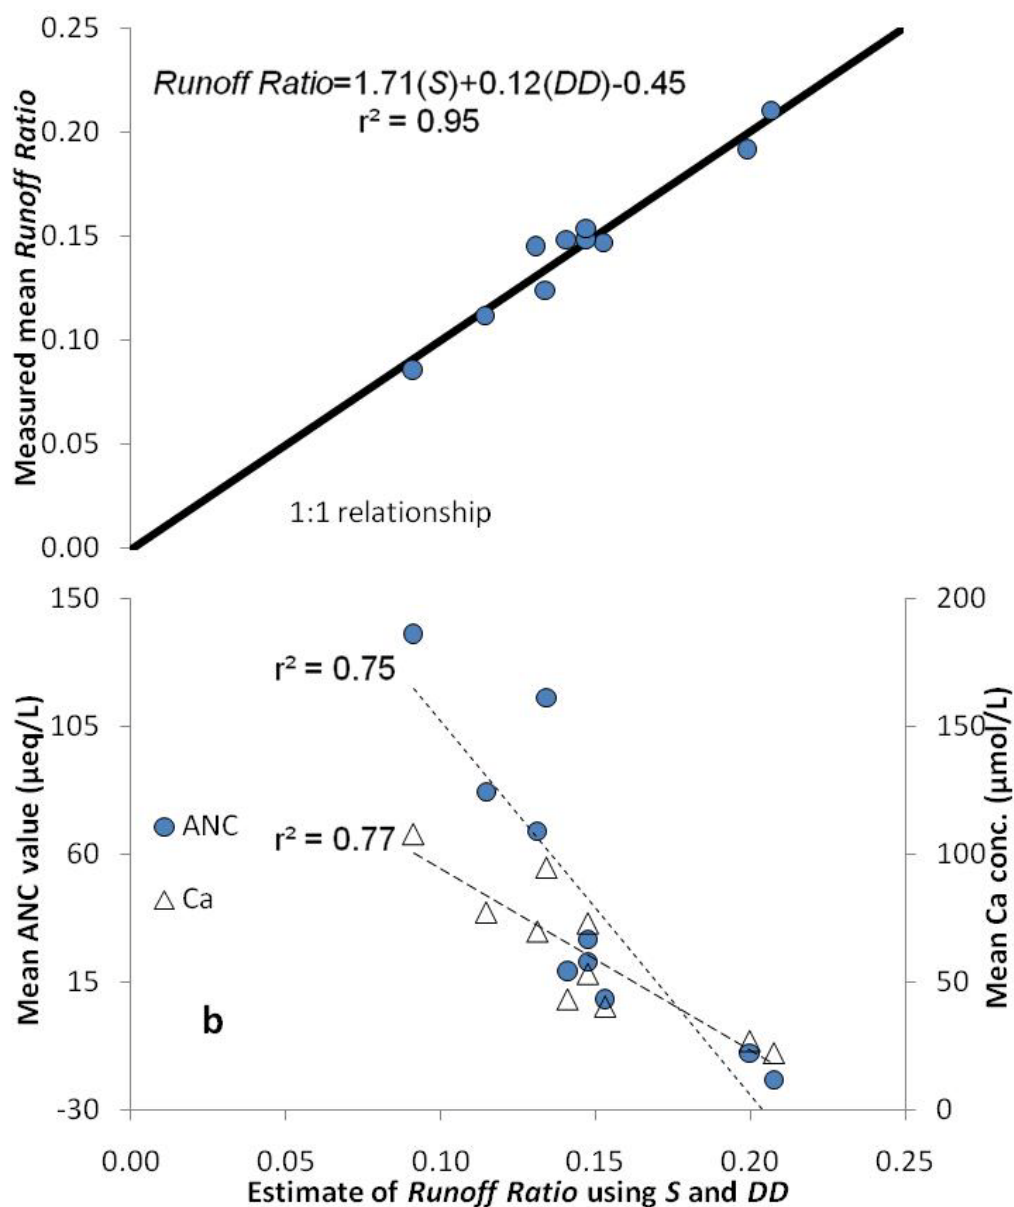 0.25
Runoff Ratio=1.71(S)+0.12(DD)-0.45
r² = 0.95
0.20
0.15
0.10
0.05
0.00
Measured mean Runoff Ratio
1:1 relationship
150
105
60
15
-30
Mean ANC value (µeq/L)
r² = 0.75
r² = 0.77
ANC
Ca
b
200
150
100
50
0
Mean Ca conc. (µmol/L)
0.00 0.05 0.10 0.15 0.20 0.25
Estimate of Runoff Ratio using S and DD